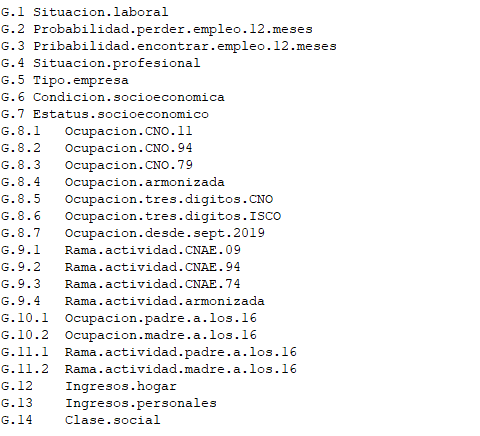 G.1 Situacion.laboral
G.2 Probabilidad.perder.empleo.12.meses
G.3 Pribabilidad.encontrar.empleo.12.meses
G.4 Situacion.profesional
G.5 Tipo.empresa
G.6 Condicion.socioeconomica
G.7 Estatus.socioeconomico
G.8.1 Ocupacion.CNO.11
G.8.2 Ocupacion.CNO.94
G.8.3 Ocupacion.CNO.79
G.8.4 Ocupacion.armonizada
G.8.5 Ocupacion.tres.digitos.CNO
G.8.6 Ocupacion.tres.digitos.ISCO
G.8.7 Ocupacion.desde.sept.2019
G.9.1 Rama.actividad.CNAE.09
G.9.2 Rama.actividad.CNAE.94
G.9.3 Rama.actividad.CNAE.74
G.9.4 Rama.actividad.armonizada
G.10.1 Ocupacion.padre.a.los.16
G.10.2 Ocupacion.madre.a.los.16
G.11.1 Rama.actividad.padre.a.los.16
G.11.2 Rama.actividad.madre.a.los.16
G.12 Ingresos.hogar
G.13 Ingresos.personales
G.14 Clase.social